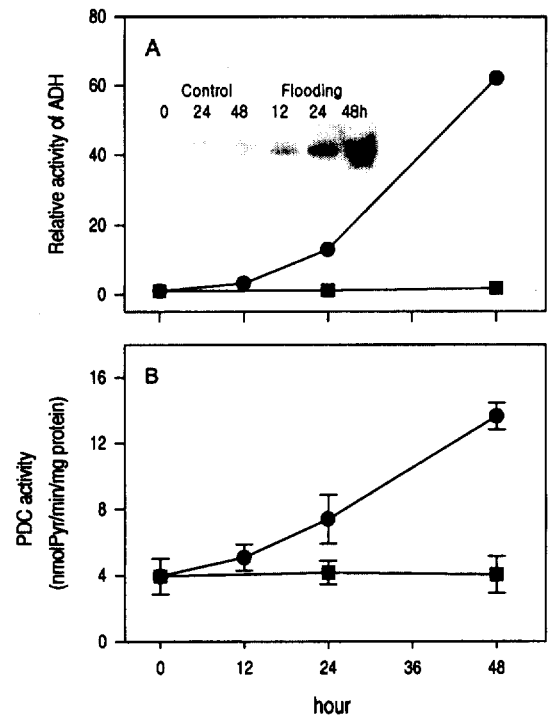 A
Relative activity of ADH
80
60
40
20
0
Control Flooding
0 24 48 12 24 48h
B
PDC activity
(nmolPyr/min/mg protein)
16
12
8
4
0
0 12 24 36 48
hour